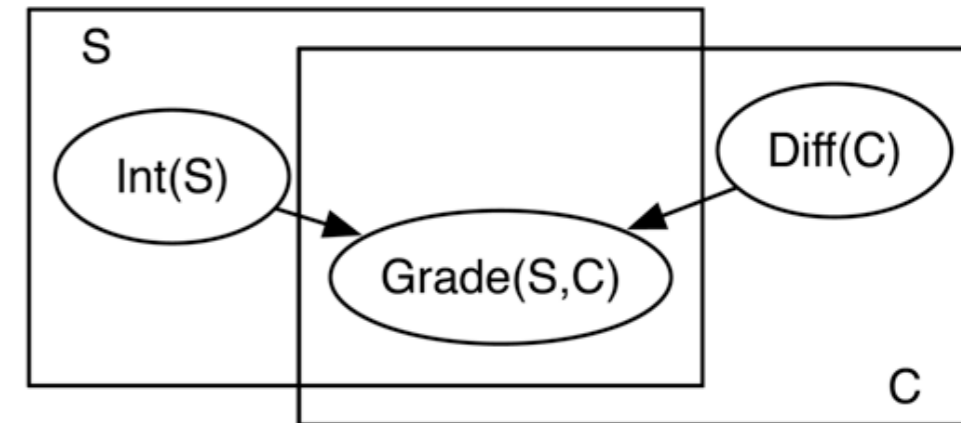 S
Int(S)
Diff(C)
Grade(S,C)
C